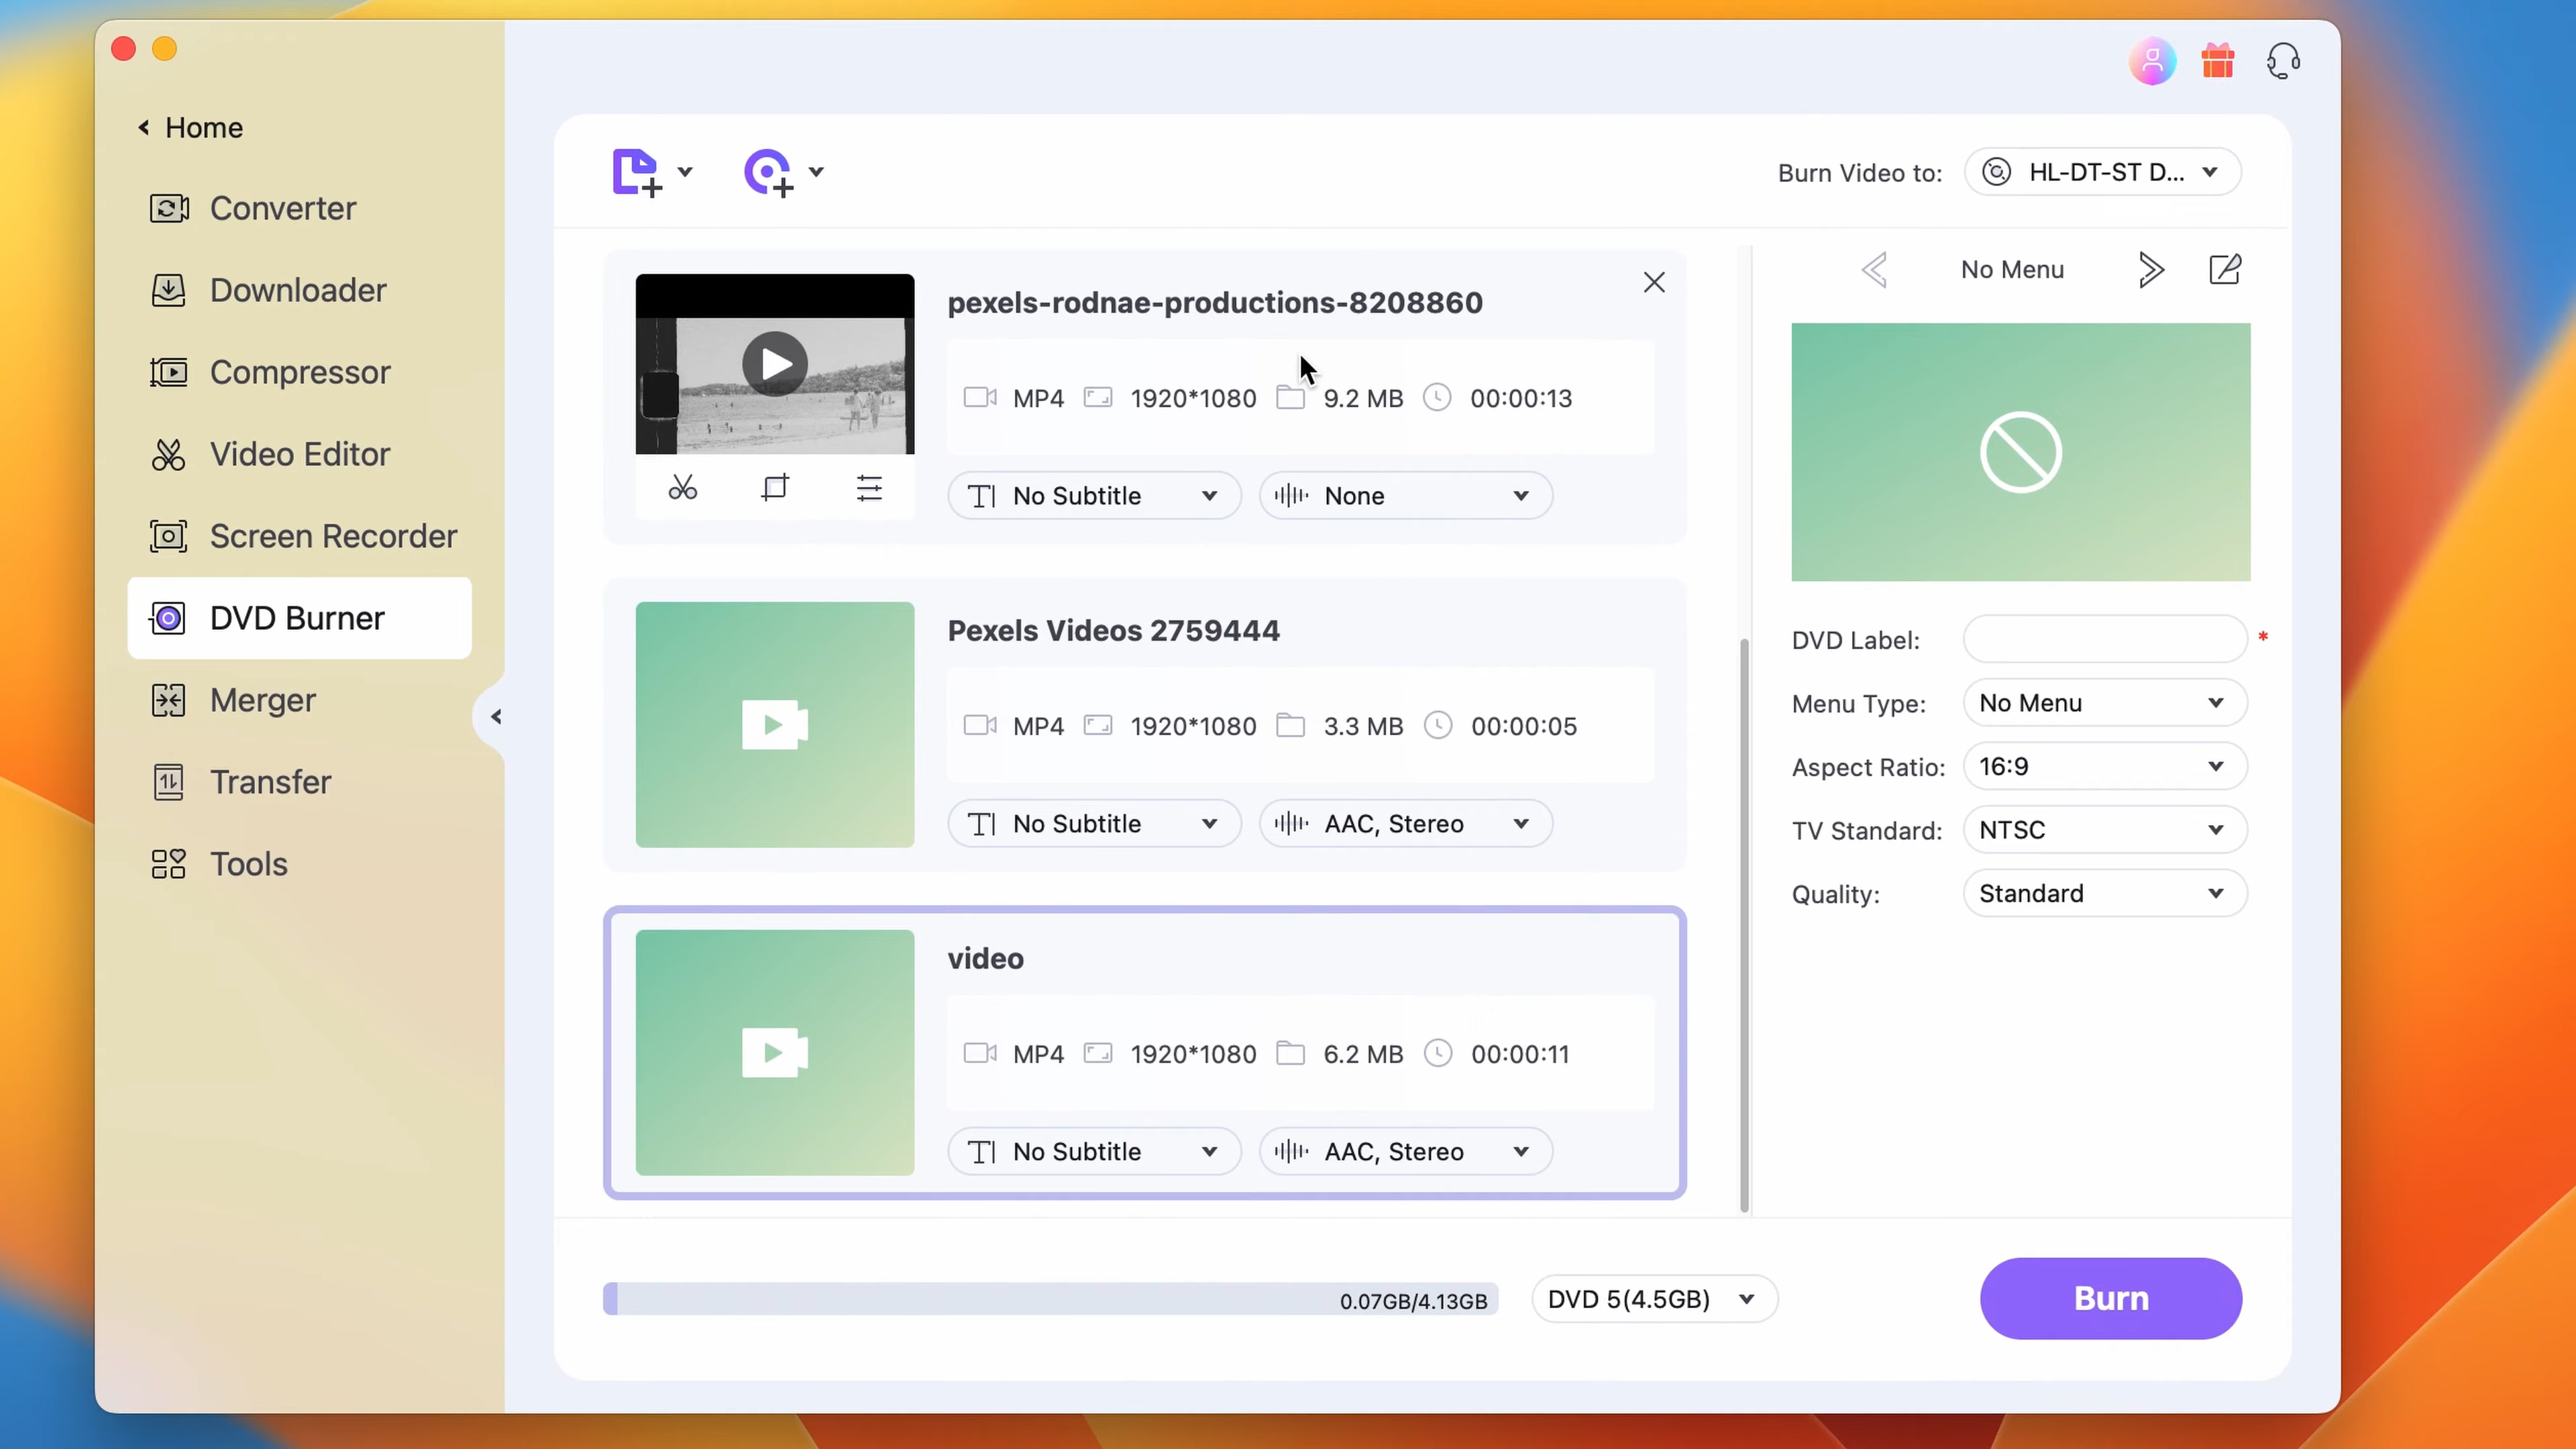 Home
Converter
Downloader
Compressor
Video Editor
Screen Recorder
DVD Burner
Merger
Transfer
Tools
Burn Video to: HL-DT-ST D...
pexels-rodnae-productions-8208860
MP4 1920*1080 9.2 MB 00:00:13
No Subtitle None
Pexels Videos 2759444
MP4 1920*1080 3.3 MB 00:00:05
No Subtitle AAC, Stereo
video
MP4 1920*1080 6.2 MB 00:00:11
No Subtitle AAC, Stereo
No Menu
DVD Label: *
Menu Type: No Menu
Aspect Ratio: 16:9
TV Standard: NTSC
Quality: Standard
0.07GB/4.13GB DVD 5(4.5GB) Burn